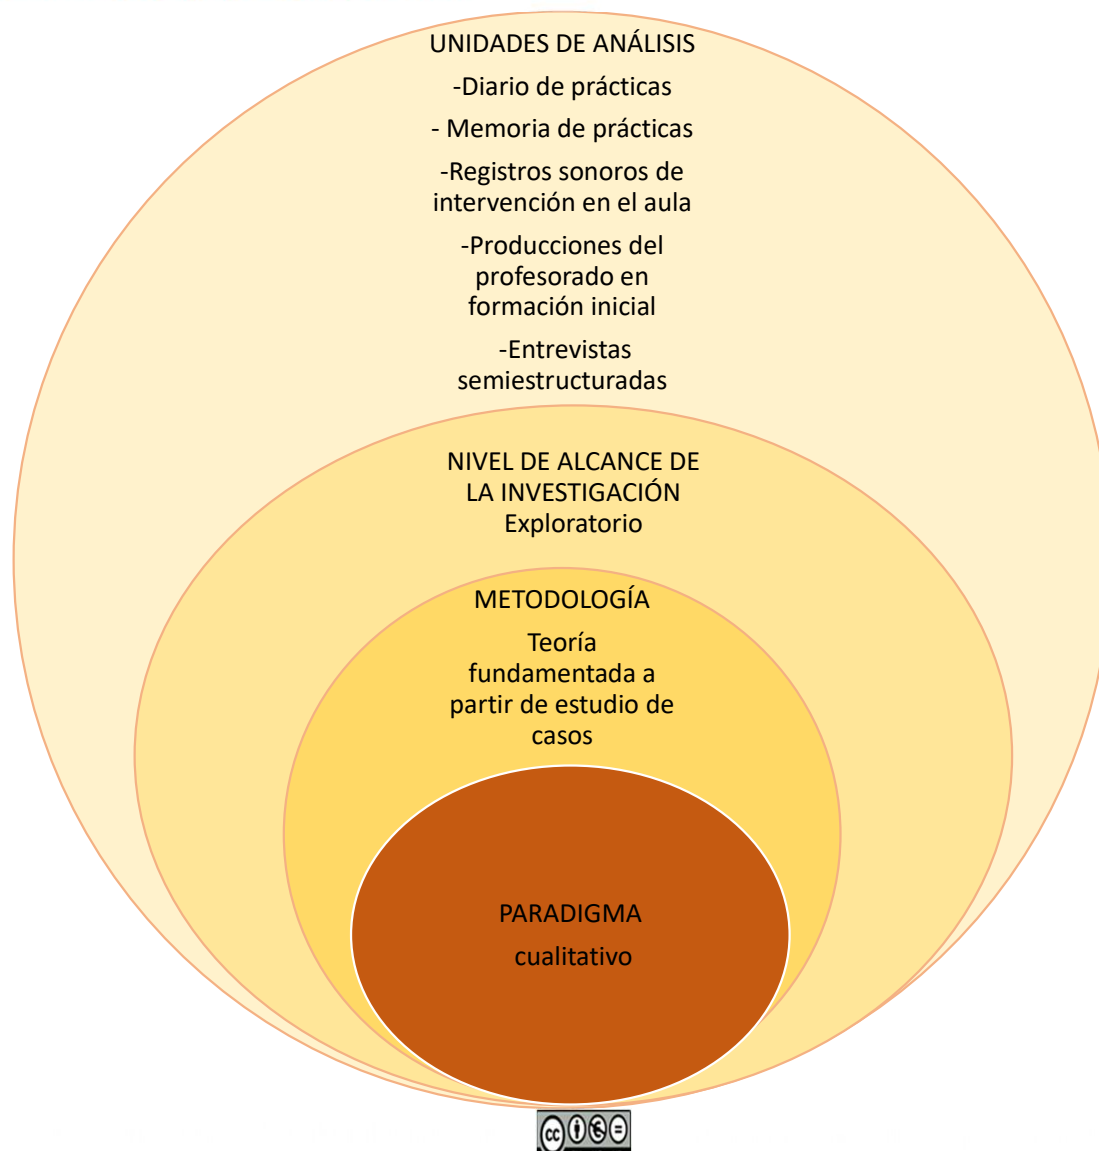 UNIDADES DE ANÁLISIS
-Diario de prácticas
- Memoria de prácticas
-Registros sonoros de
intervención en el aula
-Producciones del
profesorado en
formación inicial
-Entrevistas
semiestructuradas
NIVEL DE ALCANCE DE
LA INVESTIGACIÓN
Exploratorio
METODOLOGÍA
Teoría
fundamentada a
partir de estudio de
casos
PARADIGMA
cualitativo
cc